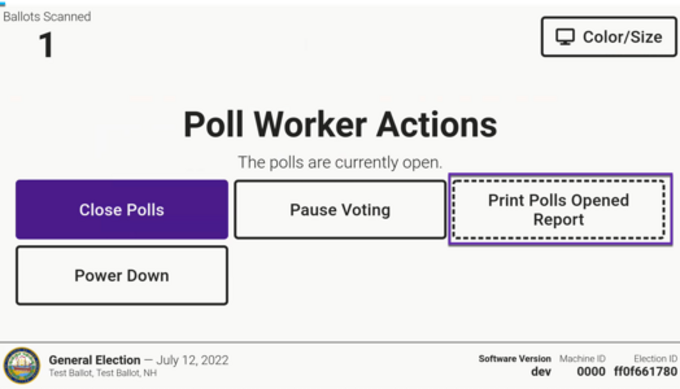 Ballots Scanned
1
Color/Size
Poll Worker Actions
The polls are currently open.
Close Polls
Pause Voting
Print Polls Opened
Report
Power Down
General Election — July 12, 2022
Test Ballot, Test Ballot, NH
Software Version
dev
Machine ID
0000
Election ID
ff0f661780